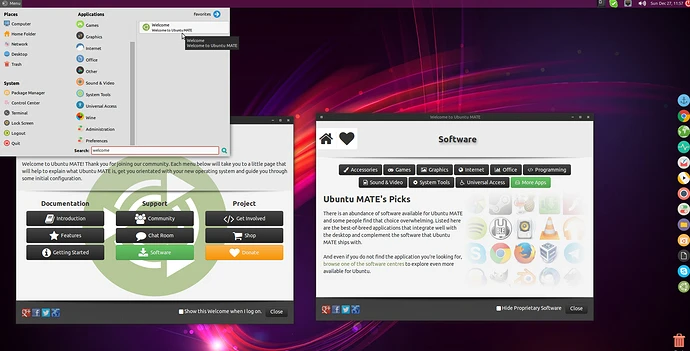 Menu
Sun Dec 27, 11:57
Places
Computer
Home Folder
Network
Desktop
Trash
System
Package Manager
Control Center
Terminal
Lock Screen
Logout
Quit
Applications
Games
Graphics
Internet
Office
Other
Sound & Video
System Tools
Universal Access
Wine
Administration
Preferences
Favorites
Welcome
Welcome to Ubuntu MATE
Welcome
Welcome to Ubuntu MATE
Search: welcome
Welcome to Ubuntu MATE! Thank you for joining our community. Each menu below will take you to a little page that
will help to explain what Ubuntu MATE is, get you orientated with your new operating system and guide you through
some initial configuration.
Documentation
Introduction
Features
Getting Started
Support
Community
Chat Room
Software
Project
Get Involved
Shop
Donate
Show this Welcome when I log on.
Close
Welcome to Ubuntu MATE
Software
Accessories
Games
Graphics
Internet
Office
Programming
Sound & Video
System Tools
Universal Access
More Apps
Ubuntu MATE's Picks
There is an abundance of software available for Ubuntu MATE
and some people find that choice overwhelming. Listed here
are the best-of-breed applications that integrate well with
the desktop and complement the software that Ubuntu
MATE ships with.
And even if you do not find the application you're looking for,
browse one of the software centres to explore even more
available for Ubuntu.
Hide Proprietary Software
Close